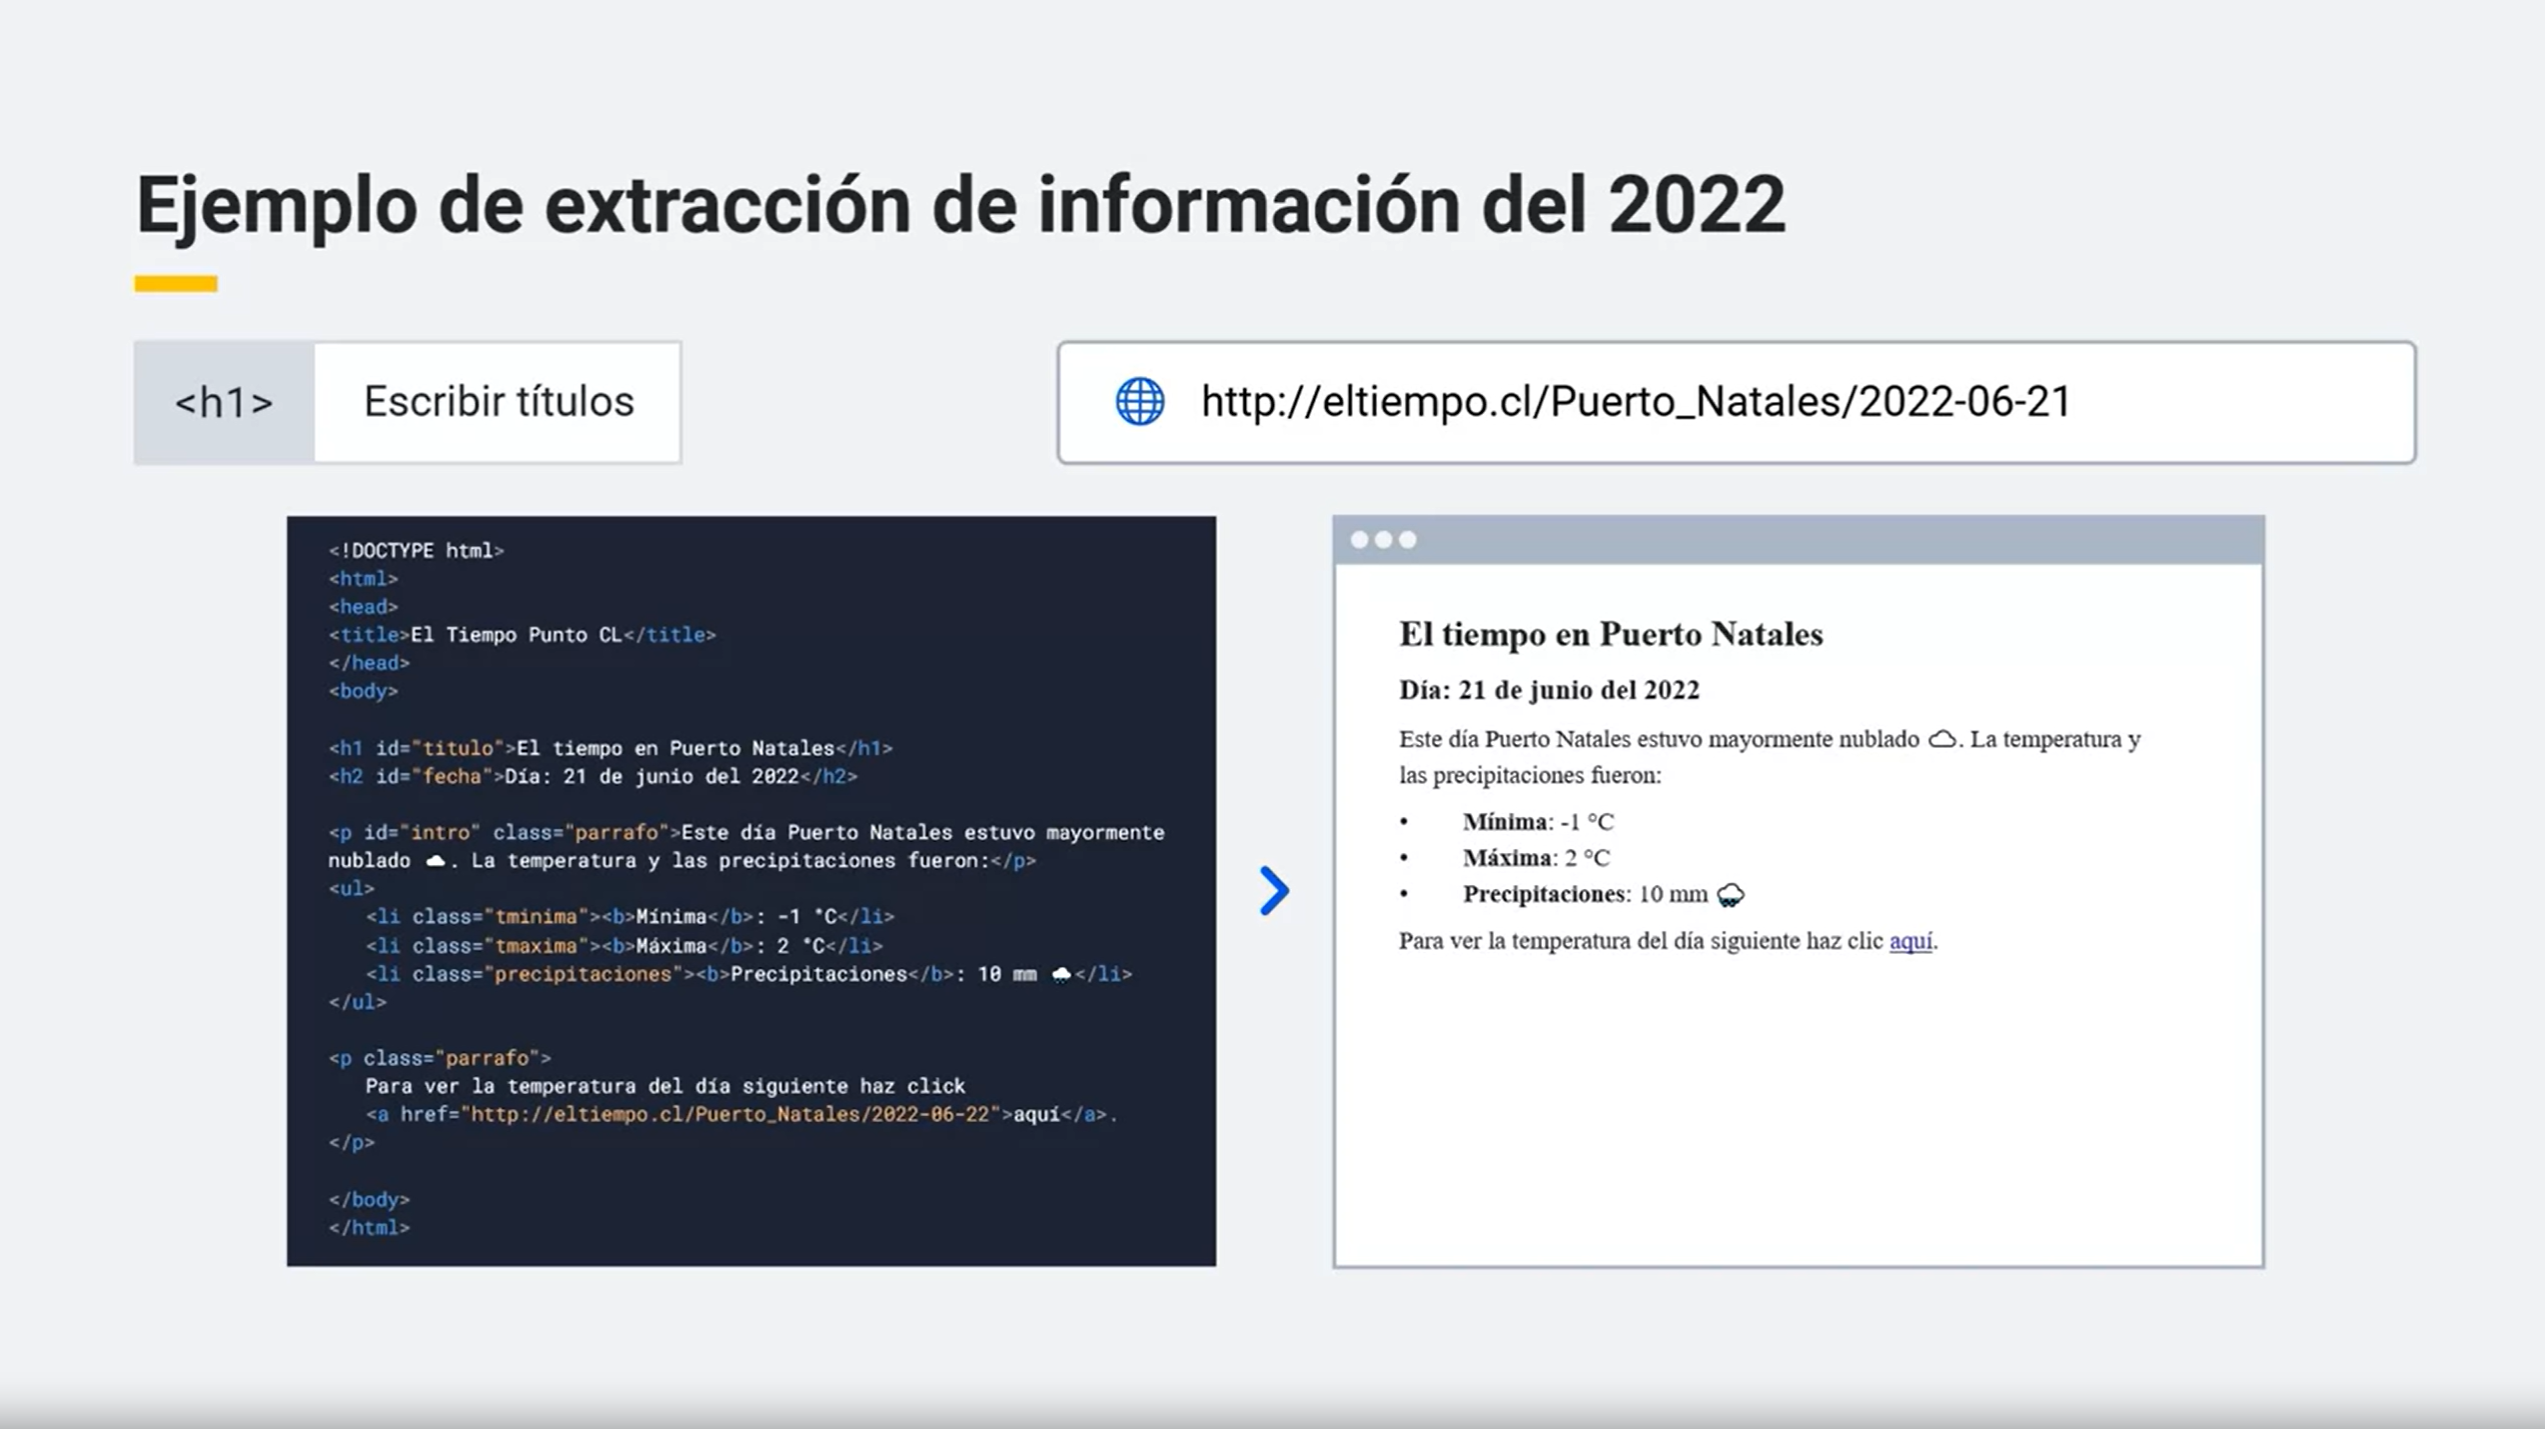 Ejemplo de extracción de información del 2022
<h1> Escribir títulos
http://eltiempo.cl/Puerto_Natales/2022-06-21
<!DOCTYPE html>
<html>
<head>
<title>El Tiempo Punto CL</title>
</head>
<body>
<h1 id="titulo">El tiempo en Puerto Natales</h1>
<h2 id="fecha">Día: 21 de junio del 2022</h2>
<p id="intro" class="parrafo">Este día Puerto Natales estuvo mayormente
nublado ☁. La temperatura y las precipitaciones fueron:</p>
<ul>
<li class="tminima"><b>Mínima</b>: -1 °C</li>
<li class="tmaxima"><b>Máxima</b>: 2 °C</li>
<li class="precipitaciones"><b>Precipitaciones</b>: 10 mm 🌧</li>
</ul>
<p class="parrafo">
Para ver la temperatura del día siguiente haz click
<a href="http://eltiempo.cl/Puerto_Natales/2022-06-22">aquí</a>.
</p>
</body>
</html>
El tiempo en Puerto Natales
Día: 21 de junio del 2022
Este día Puerto Natales estuvo mayormente nublado ☁. La temperatura y
las precipitaciones fueron:
• Mínima: -1 °C
• Máxima: 2 °C
• Precipitaciones: 10 mm 🌧
Para ver la temperatura del día siguiente haz clic aquí.